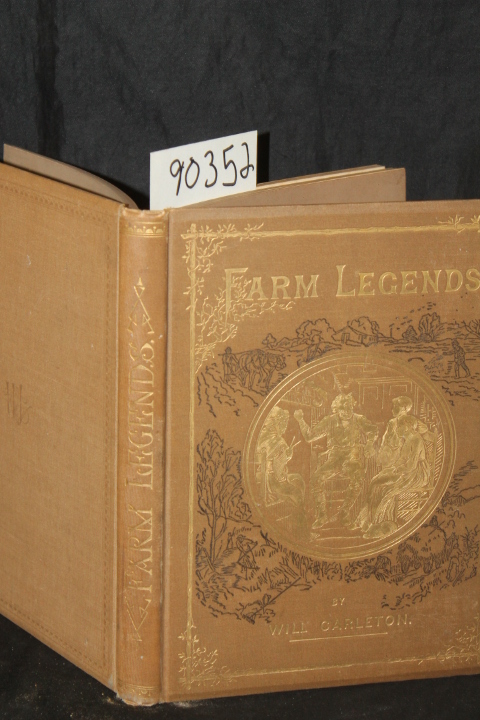 90352
FARM LEGENDS
FARM LEGENDS.
BY
WILL CARLETON.